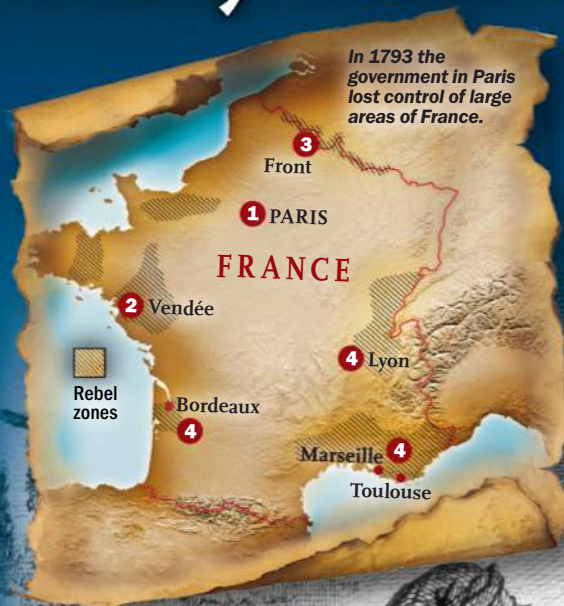 In 1793 the
government in Paris
lost control of large
areas of France.
3
Front
1 PARIS
FRANCE
2 Vendée
4 Lyon
Rebel
zones
Bordeaux
4
4
Marseille
Toulouse